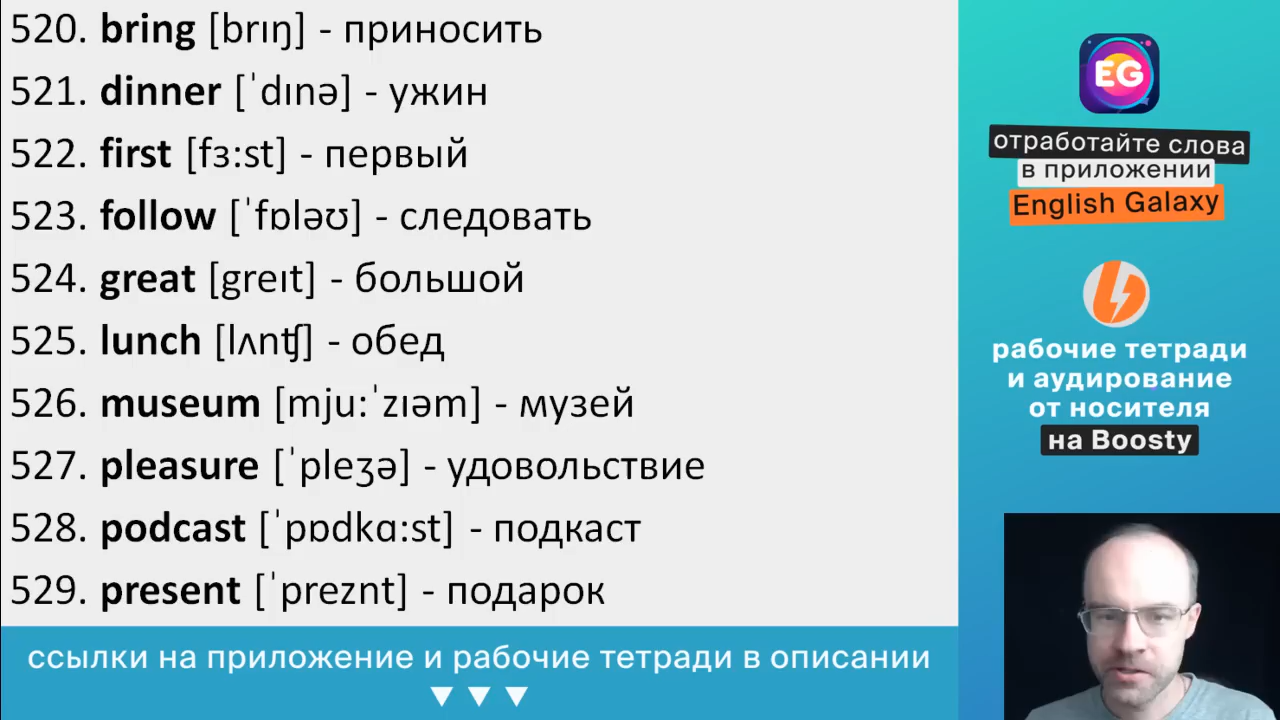 520. bring [brɪŋ] - приносить
521. dinner [ˈdɪnə] - ужин
522. first [fɜ:st] - первый
523. follow [ˈfɒləʊ] - следовать
524. great [greɪt] - большой
525. lunch [lʌnʧ] - обед
526. museum [mju:ˈzɪəm] - музей
527. pleasure [ˈpleʒə] - удовольствие
528. podcast [ˈpɒdkɑ:st] - подкаст
529. present [ˈpreznt] - подарок
ссылки на приложение и рабочие тетради в описании
EG
отработайте слова
в приложении
English Galaxy
рабочие тетради
и аудирование
от носителя
на Boosty